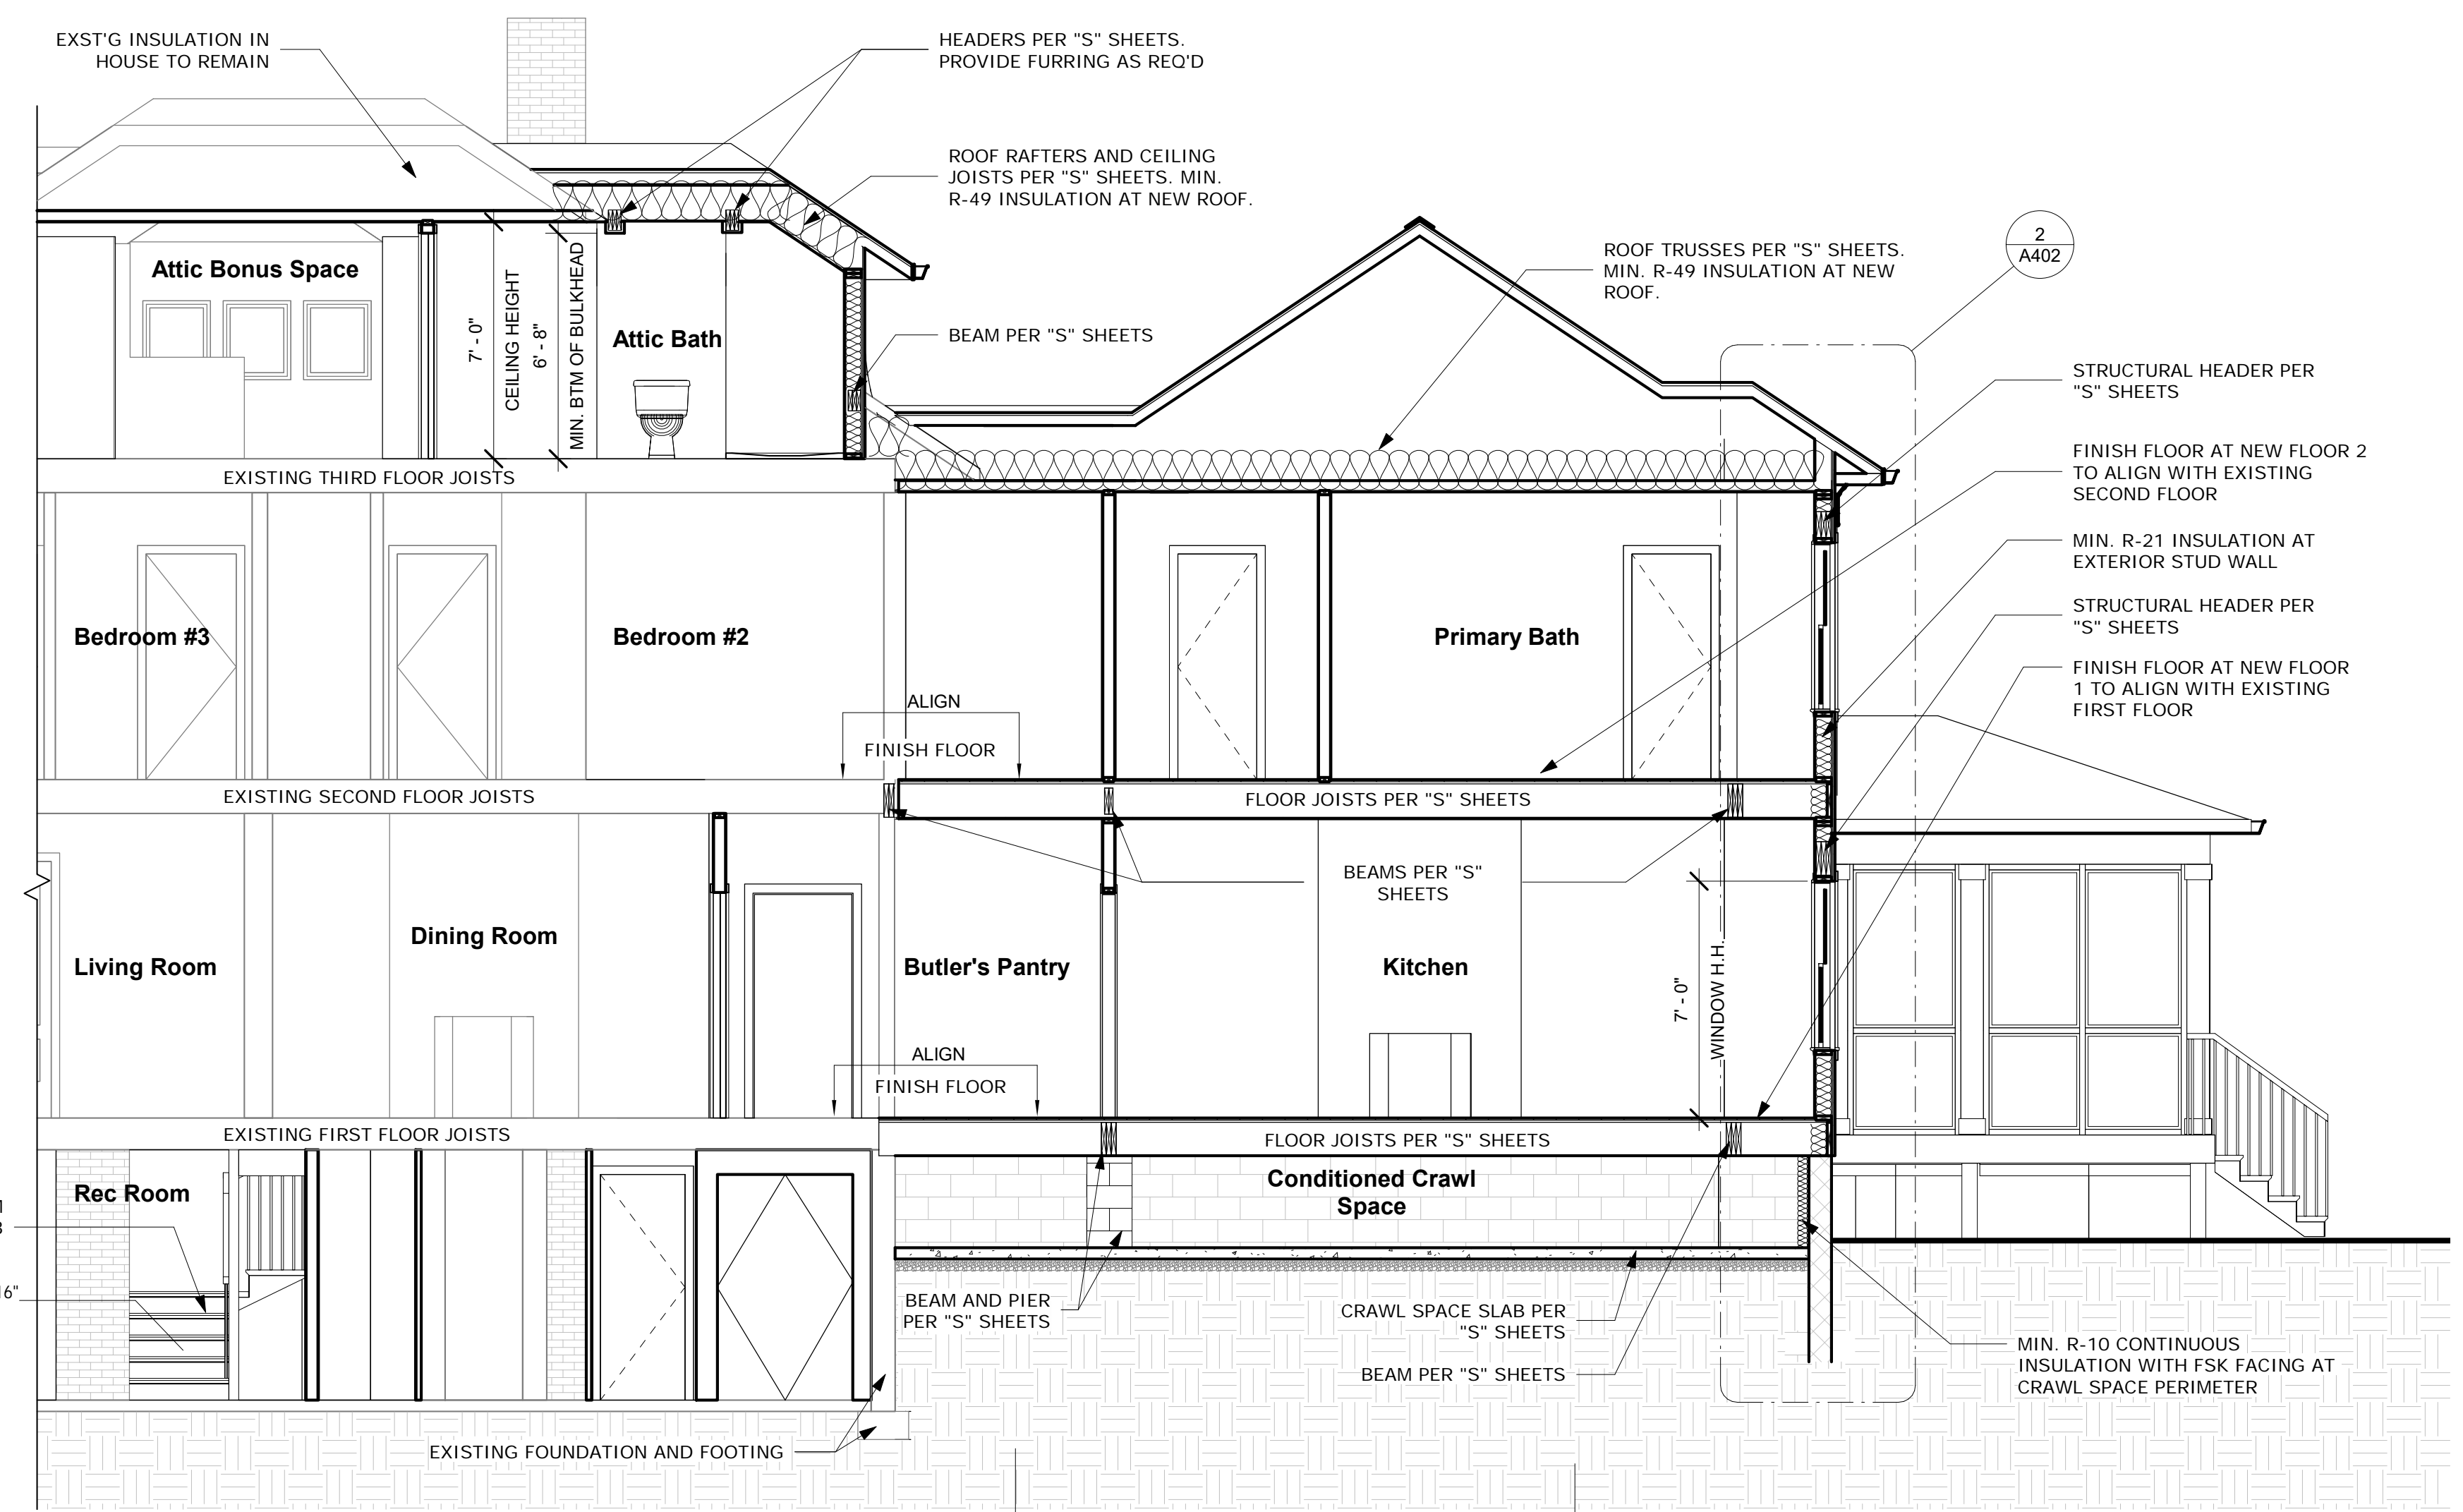 EXST'G INSULATION IN
HOUSE TO REMAIN
HEADERS PER "S" SHEETS.
PROVIDE FURRING AS REQ'D
ROOF RAFTERS AND CEILING
JOISTS PER "S" SHEETS. MIN.
R-49 INSULATION AT NEW ROOF.
2
A402
ROOF TRUSSES PER "S" SHEETS.
MIN. R-49 INSULATION AT NEW
ROOF.
Attic Bonus Space
7' - 0"
CEILING HEIGHT
6' - 8"
MIN. BTM OF BULKHEAD
Attic Bath
BEAM PER "S" SHEETS
STRUCTURAL HEADER PER
"S" SHEETS
FINISH FLOOR AT NEW FLOOR 2
TO ALIGN WITH EXISTING
SECOND FLOOR
EXISTING THIRD FLOOR JOISTS
MIN. R-21 INSULATION AT
EXTERIOR STUD WALL
STRUCTURAL HEADER PER
"S" SHEETS
Bedroom #3
Bedroom #2
Primary Bath
FINISH FLOOR AT NEW FLOOR
1 TO ALIGN WITH EXISTING
FIRST FLOOR
ALIGN
FINISH FLOOR
EXISTING SECOND FLOOR JOISTS
FLOOR JOISTS PER "S" SHEETS
BEAMS PER "S"
SHEETS
Dining Room
Living Room
Butler's Pantry
Kitchen
7' - 0"
WINDOW H.H.
ALIGN
FINISH FLOOR
EXISTING FIRST FLOOR JOISTS
FLOOR JOISTS PER "S" SHEETS
Rec Room
Conditioned Crawl
Space
16"
BEAM AND PIER
PER "S" SHEETS
CRAWL SPACE SLAB PER
"S" SHEETS
BEAM PER "S" SHEETS
MIN. R-10 CONTINUOUS
INSULATION WITH FSK FACING AT
CRAWL SPACE PERIMETER
EXISTING FOUNDATION AND FOOTING